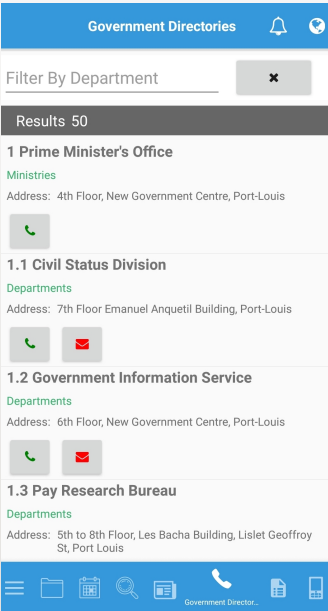 Government Directories
Filter By Department
Results 50
1 Prime Minister's Office
Ministries
Address: 4th Floor, New Government Centre, Port-Louis
1.1 Civil Status Division
Departments
Address: 7th Floor Emanuel Anquetil Building, Port-Louis
1.2 Government Information Service
Departments
Address: 6th Floor, New Government Centre, Port-Louis
1.3 Pay Research Bureau
Departments
Address: 5th to 8th Floor, Les Bacha Building, Lislet Geoffroy
St, Port Louis
Government Director...